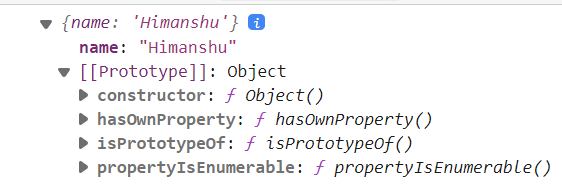 {name: 'Himanshu'} i
name: "Himanshu"
[[Prototype]]: Object
constructor: ƒ Object()
hasOwnProperty: ƒ hasOwnProperty()
isPrototypeOf: ƒ isPrototypeOf()
propertyIsEnumerable: ƒ propertyIsEnumerable()